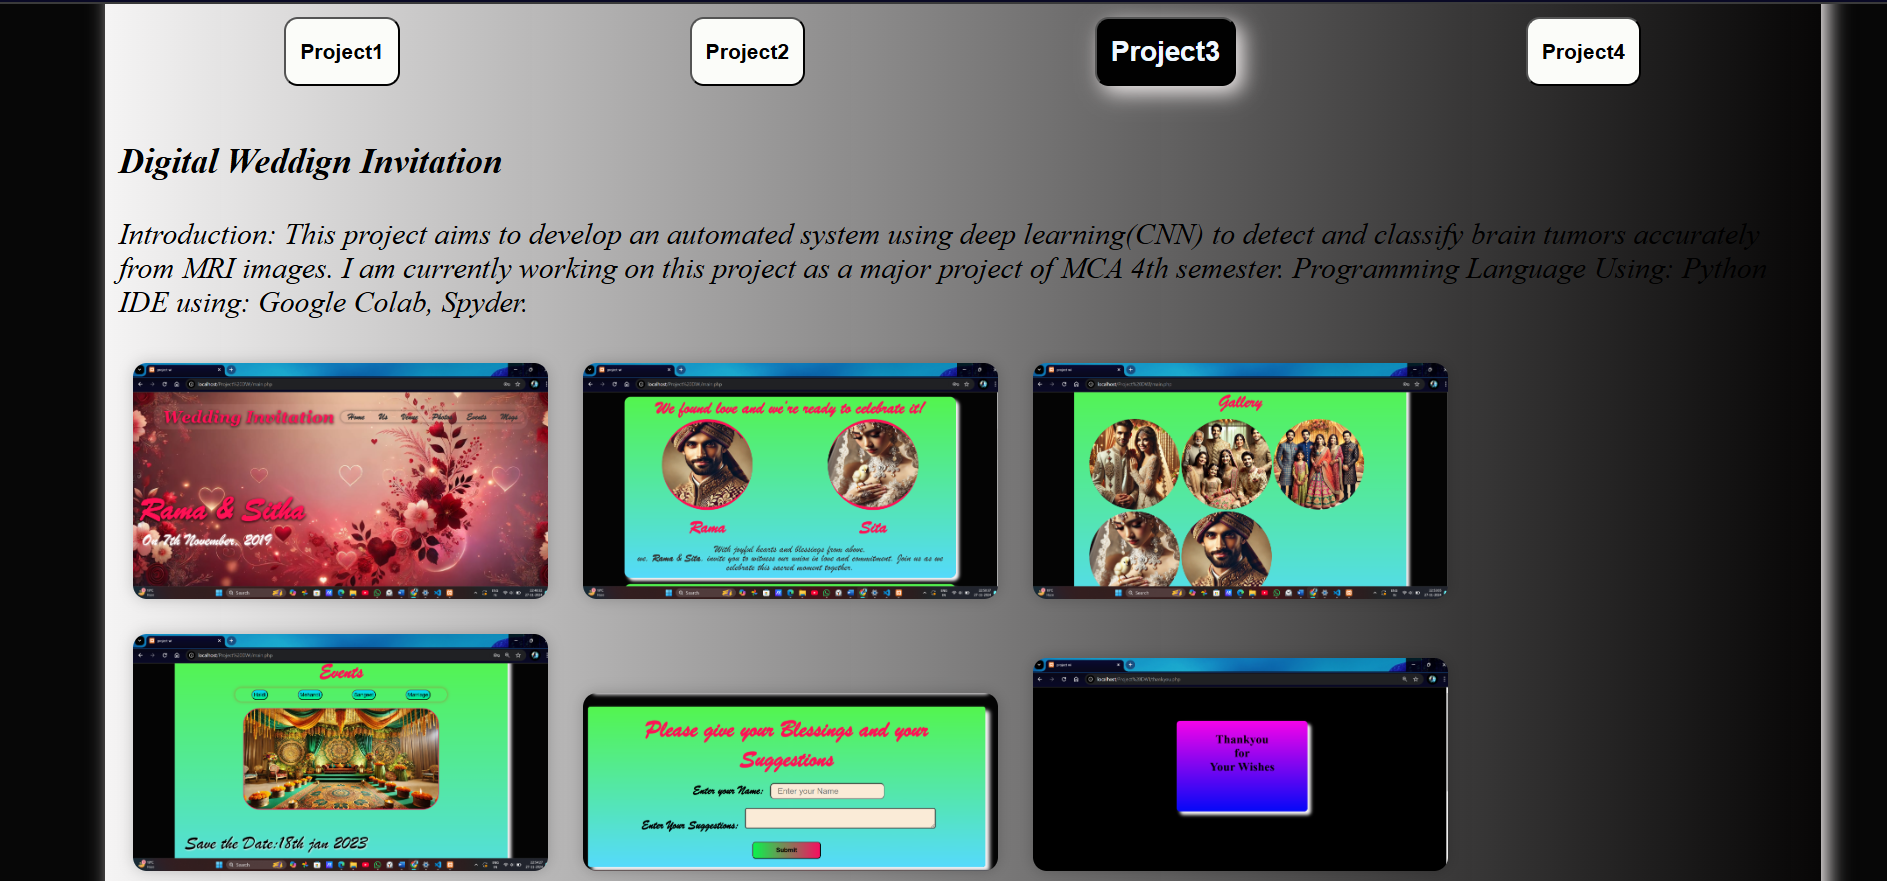 Project1
Project2
Project3
Project4
Digital Weddign Invitation
Introduction: This project aims to develop an automated system using deep learning(CNN) to detect and classify brain tumors accurately
from MRI images. I am currently working on this project as a major project of MCA 4th semester. Programming Language Using: Python
IDE using: Google Colab, Spyder.
Wedding Invitation
Home Us Venue Photos Events Msgs
Rama & Sitha
On 7th November, 2019
We found love and we're ready to celebrate it!
Rama
Sita
With joyful hearts and blessings from above,
we, Rama & Sita, invite you to witness our union in love and commitment. Join us as we
celebrate this sacred moment together.
Gallery
Events
Haldi Mehandi Sangeet Marriage
Save the Date:18th jan 2023
Please give your Blessings and your
Suggestions
Enter your Name:
Enter your Name
Enter Your Suggestions:
Submit
Thankyou
for
Your Wishes